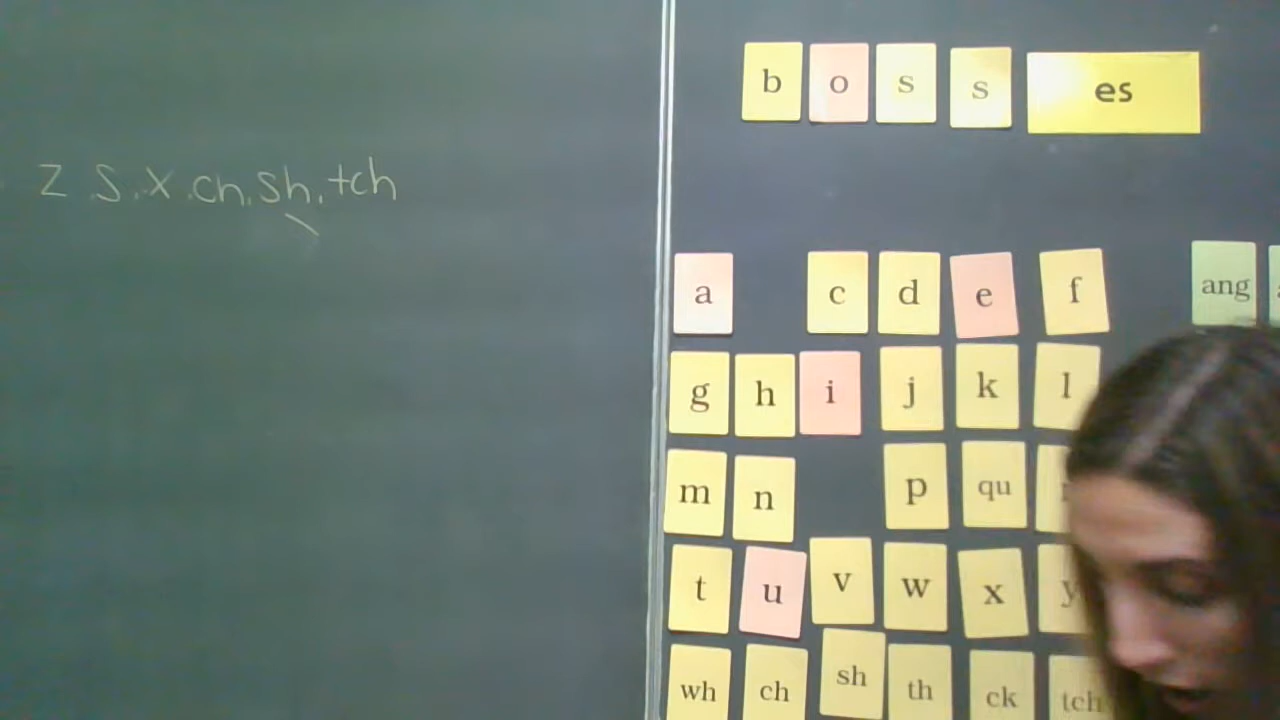 z s. x. ch. sh. tch
b o s s es
a c d e f ang
g h i j k l
m n p qu
t u v w x y
wh ch sh th ck tch